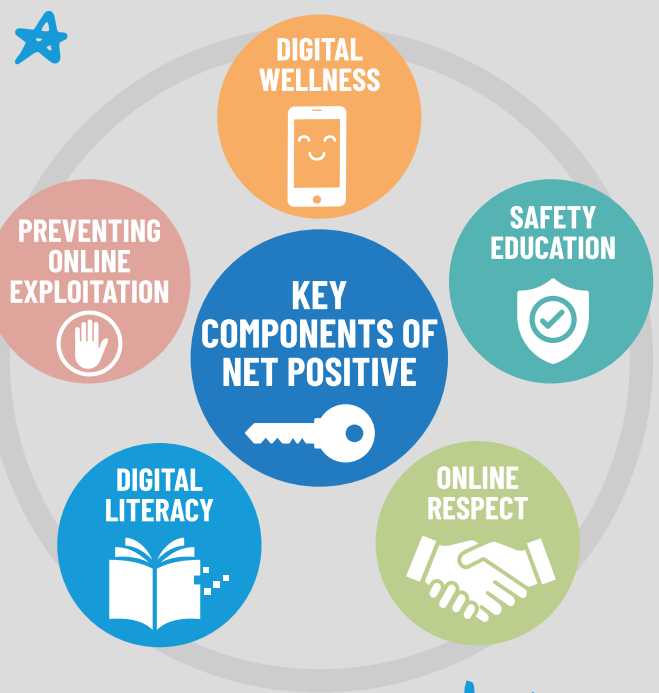 DIGITAL
WELLNESS
PREVENTING
ONLINE
EXPLOITATION
SAFETY
EDUCATION
KEY
COMPONENTS OF
NET POSITIVE
DIGITAL
LITERACY
ONLINE
RESPECT